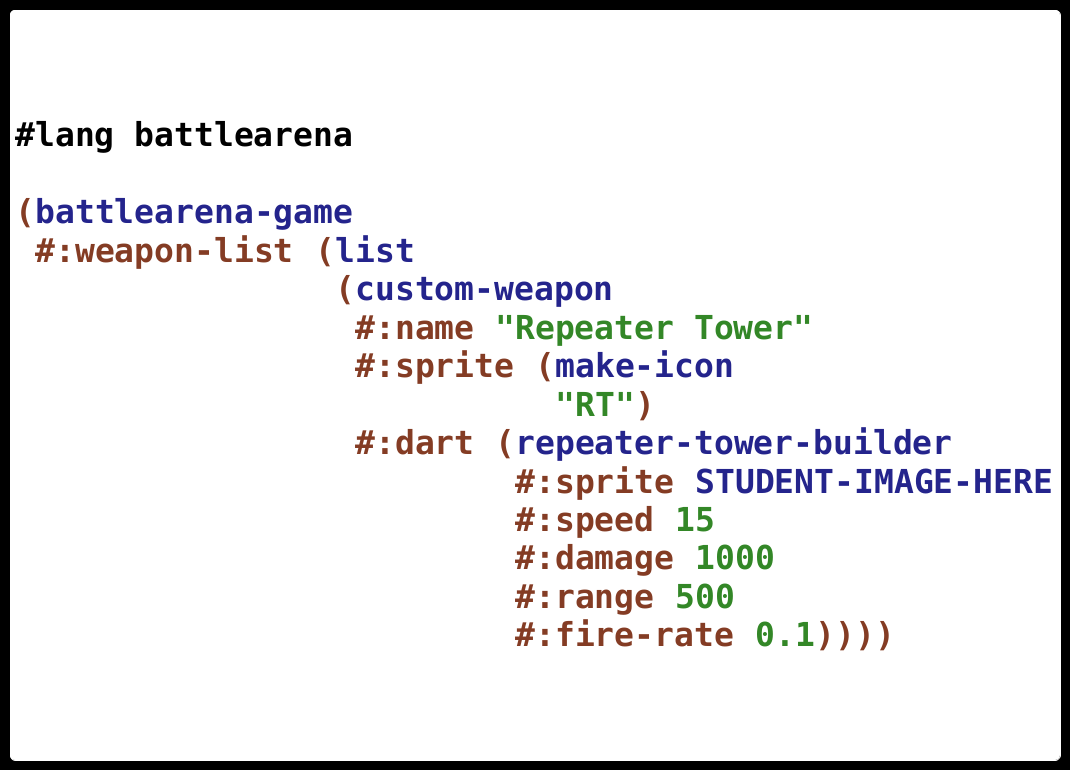 #lang battlearena
(battlearena-game
#:weapon-list (list
(custom-weapon
#:name "Repeater Tower"
#:sprite (make-icon
"RT")
#:dart (repeater-tower-builder
#:sprite STUDENT-IMAGE-HERE
#:speed 15
#:damage 1000
#:range 500
#:fire-rate 0.1))))